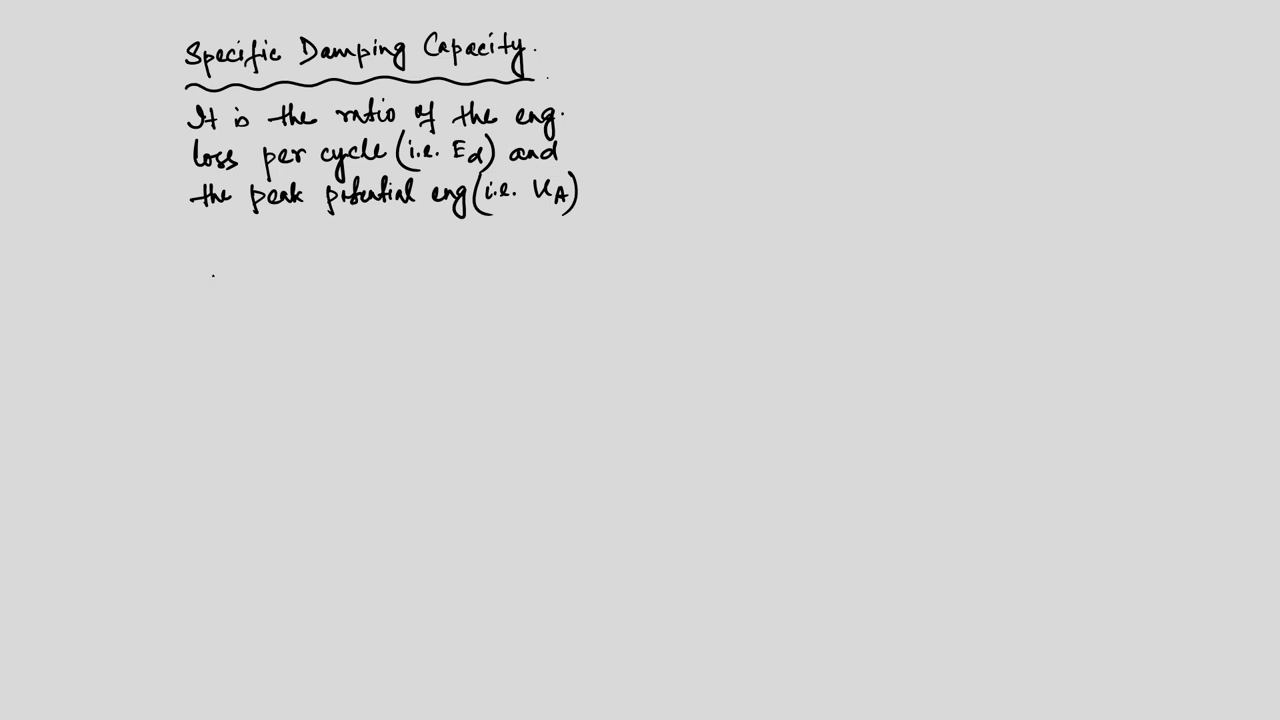 Specific Damping Capacity.
It is the ratio of the eng.
loss per cycle (i.e. Ed) and
the peak potential eng (i.e. UA)